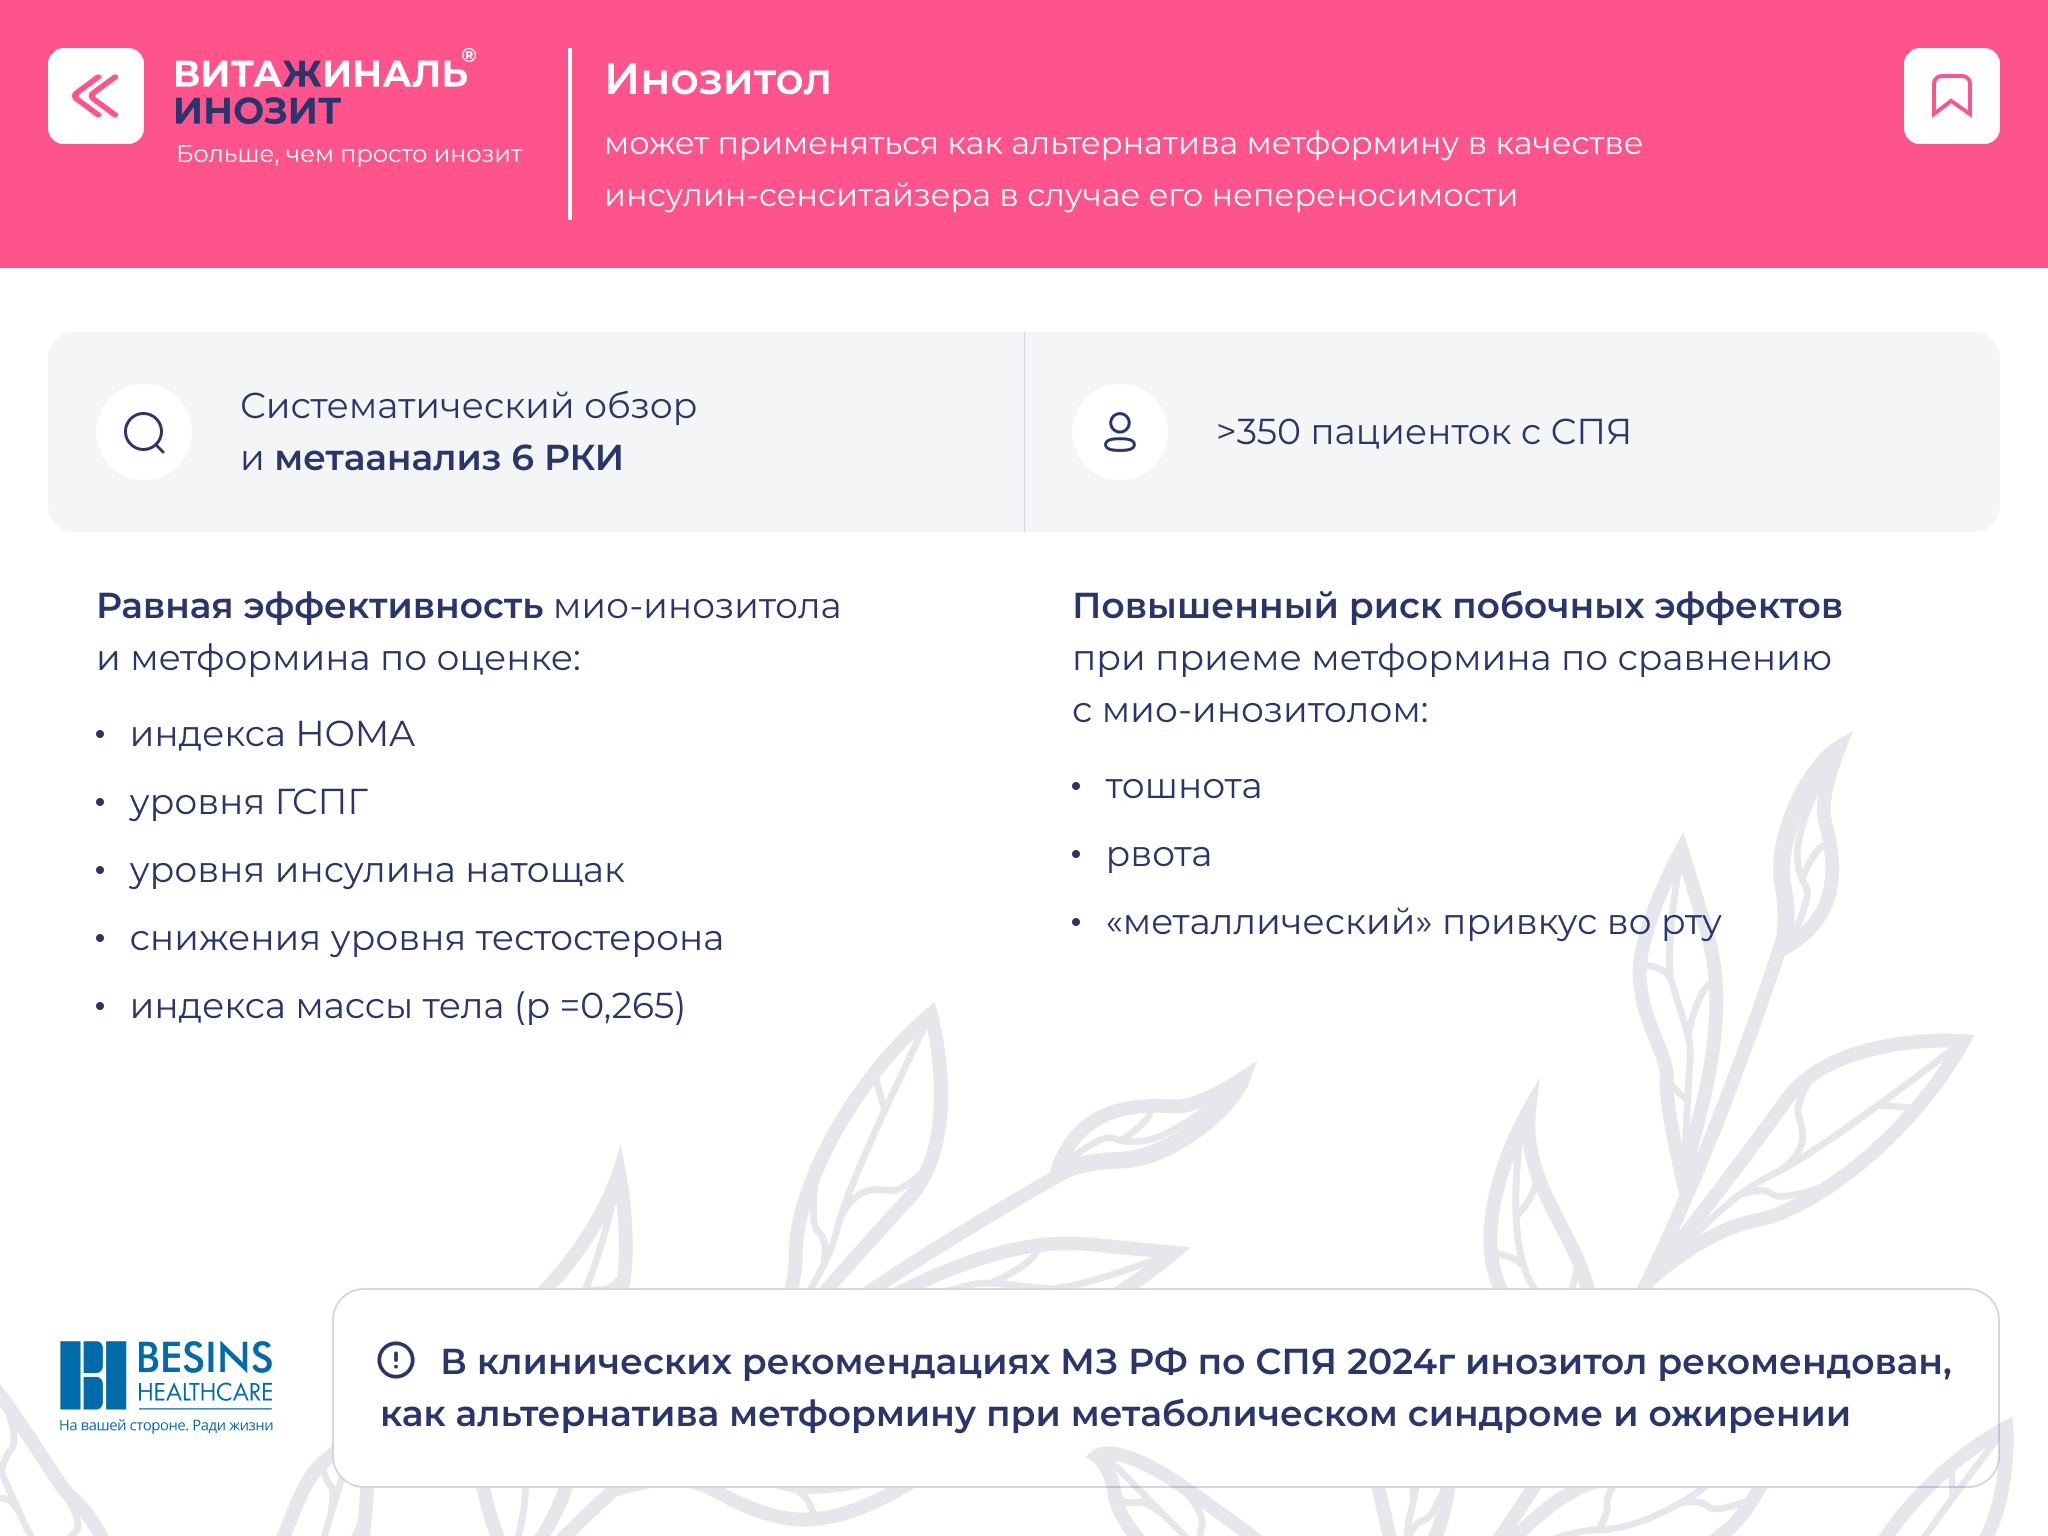 ВИТАЖИНАЛЬ®
ИНОЗИТ
Больше, чем просто инозит
Инозитол
может применяться как альтернатива метформину в качестве
инсулин-сенситайзера в случае его непереносимости
Систематический обзор
и метаанализ 6 РКИ
>350 пациенток с СПЯ
Равная эффективность мио-инозитола
и метформина по оценке:
• индекса НОМА
• уровня ГСПГ
• уровня инсулина натощак
• снижения уровня тестостерона
• индекса массы тела (р =0,265)
Повышенный риск побочных эффектов
при приеме метформина по сравнению
с мио-инозитолом:
• тошнота
• рвота
• «металлический» привкус во рту
BESINS
HEALTHCARE
На вашей стороне. Ради жизни
В клинических рекомендациях МЗ РФ по СПЯ 2024г инозитол рекомендован,
как альтернатива метформину при метаболическом синдроме и ожирении